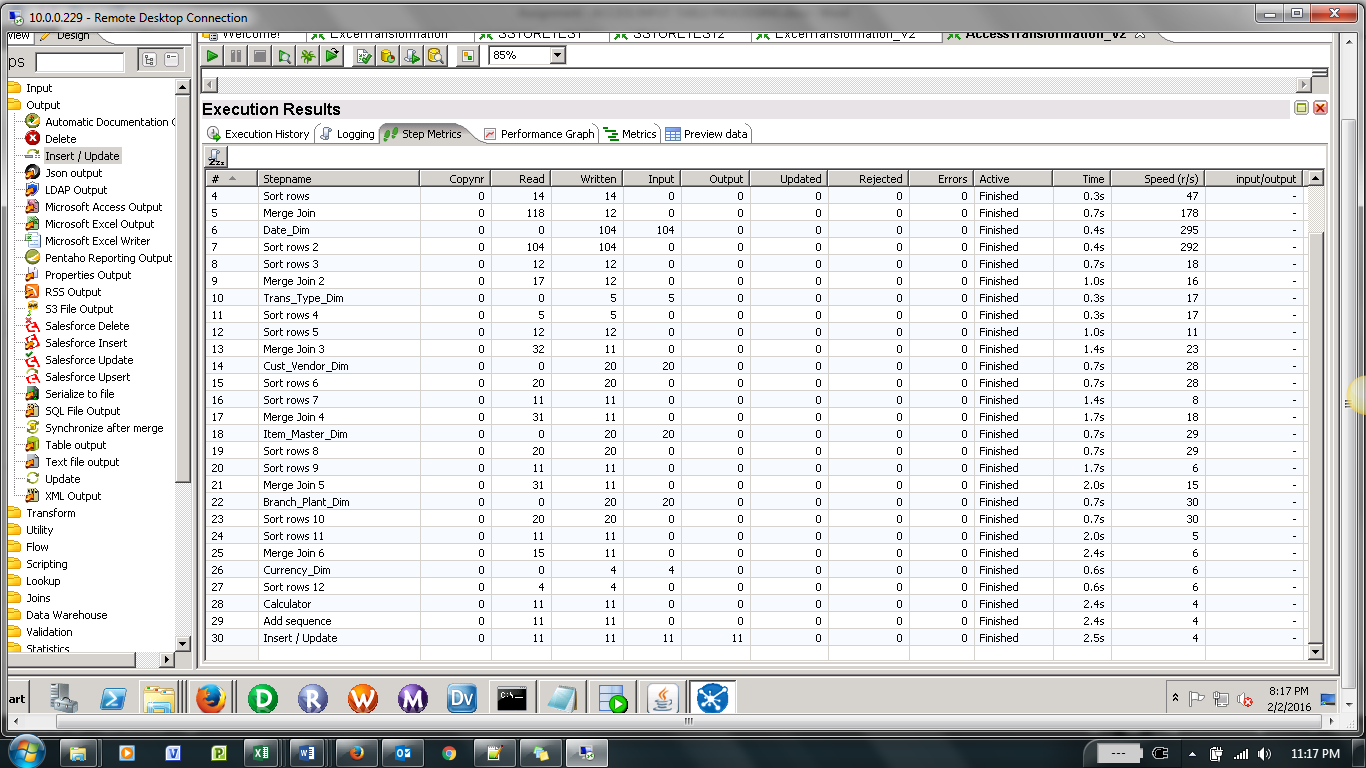 10.0.0.229 - Remote Desktop Connection
View Design
Welcome! ExcelTransformation SSTORETEST SSTORETEST2 ExcelTransformation_V2 AccessTransformation_V2
85%
Input
Output
Automatic Documentation O
Delete
Insert / Update
Json output
LDAP Output
Microsoft Access Output
Microsoft Excel Output
Microsoft Excel Writer
Pentaho Reporting Output
Properties Output
RSS Output
S3 File Output
Salesforce Delete
Salesforce Insert
Salesforce Update
Salesforce Upsert
Serialize to file
SQL File Output
Synchronize after merge
Table output
Text file output
Update
XML Output
Transform
Utility
Flow
Scripting
Lookup
Joins
Data Warehouse
Validation
Statistics
Execution Results
Execution History Logging Step Metrics Performance Graph Metrics Preview data
# Stepname Copynr Read Written Input Output Updated Rejected Errors Active Time Speed (r/s) input/output
4 Sort rows 0 14 14 0 0 0 0 0 Finished 0.3s 47 -
5 Merge Join 0 118 12 0 0 0 0 0 Finished 0.7s 178 -
6 Date_Dim 0 0 104 104 0 0 0 0 Finished 0.4s 295 -
7 Sort rows 2 0 104 104 0 0 0 0 0 Finished 0.4s 292 -
8 Sort rows 3 0 12 12 0 0 0 0 0 Finished 0.7s 18 -
9 Merge Join 2 0 17 12 0 0 0 0 0 Finished 1.0s 16 -
10 Trans_Type_Dim 0 0 5 5 0 0 0 0 Finished 0.3s 17 -
11 Sort rows 4 0 5 5 0 0 0 0 0 Finished 0.3s 17 -
12 Sort rows 5 0 12 12 0 0 0 0 0 Finished 1.0s 11 -
13 Merge Join 3 0 32 11 0 0 0 0 0 Finished 1.4s 23 -
14 Cust_Vendor_Dim 0 0 20 20 0 0 0 0 Finished 0.7s 28 -
15 Sort rows 6 0 20 20 0 0 0 0 0 Finished 0.7s 28 -
16 Sort rows 7 0 11 11 0 0 0 0 0 Finished 1.4s 8 -
17 Merge Join 4 0 31 11 0 0 0 0 0 Finished 1.7s 18 -
18 Item_Master_Dim 0 0 20 20 0 0 0 0 Finished 0.7s 29 -
19 Sort rows 8 0 20 20 0 0 0 0 0 Finished 0.7s 29 -
20 Sort rows 9 0 11 11 0 0 0 0 0 Finished 1.7s 6 -
21 Merge Join 5 0 31 11 0 0 0 0 0 Finished 2.0s 15 -
22 Branch_Plant_Dim 0 0 20 20 0 0 0 0 Finished 0.7s 30 -
23 Sort rows 10 0 20 20 0 0 0 0 0 Finished 0.7s 30 -
24 Sort rows 11 0 11 11 0 0 0 0 0 Finished 2.0s 5 -
25 Merge Join 6 0 15 11 0 0 0 0 0 Finished 2.4s 6 -
26 Currency_Dim 0 0 4 4 0 0 0 0 Finished 0.6s 6 -
27 Sort rows 12 0 4 4 0 0 0 0 0 Finished 0.6s 6 -
28 Calculator 0 11 11 0 0 0 0 0 Finished 2.4s 4 -
29 Add sequence 0 11 11 0 0 0 0 0 Finished 2.4s 4 -
30 Insert / Update 0 11 11 11 11 0 0 0 Finished 2.5s 4 -
art
D R W M Dv C:\
8:17 PM
2/2/2016
11:17 PM